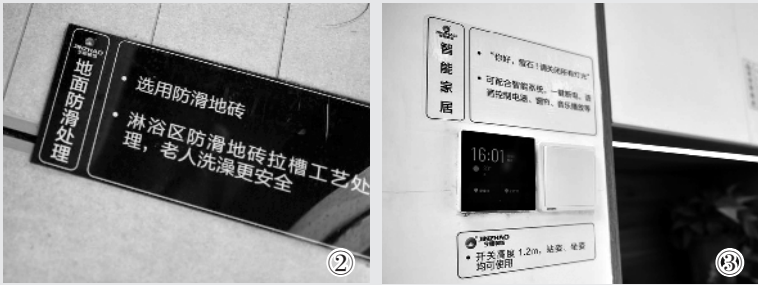 JINZHAO
地面防滑处理
• 选用防滑地砖
• 淋浴区防滑地砖拉槽工艺处
理，老人洗澡更安全
②
智能家居
• “你好，萤石！请关闭所有灯光”
• 可配合智能系统，一键断电，语
音控制电器、窗帘、音乐播放等
16:01
JINZHAO
• 开关高度 1.2m，站姿、坐姿
均可使用
③